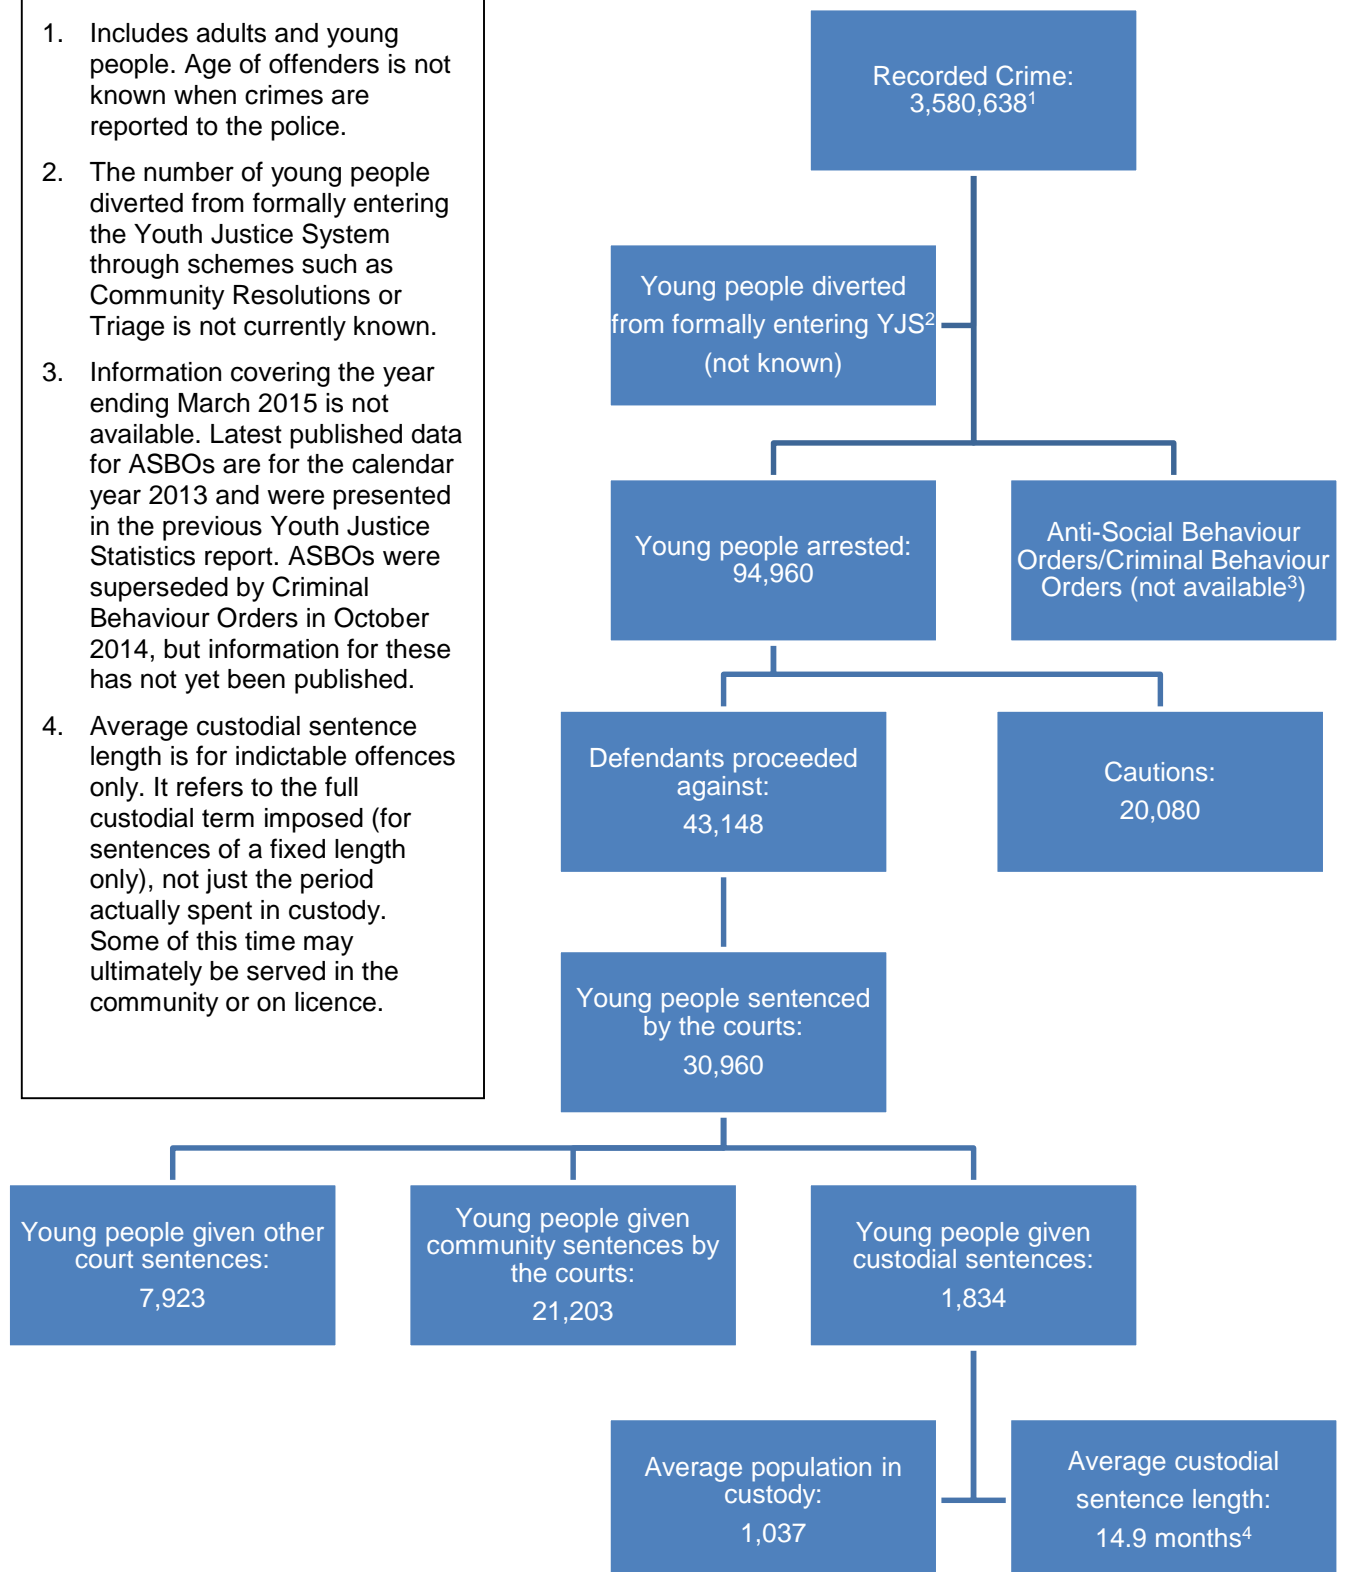 1. Includes adults and young
people. Age of offenders is not
known when crimes are
reported to the police.
2. The number of young people
diverted from formally entering
the Youth Justice System
through schemes such as
Community Resolutions or
Triage is not currently known.
3. Information covering the year
ending March 2015 is not
available. Latest published data
for ASBOs are for the calendar
year 2013 and were presented
in the previous Youth Justice
Statistics report. ASBOs were
superseded by Criminal
Behaviour Orders in October
2014, but information for these
has not yet been published.
4. Average custodial sentence
length is for indictable offences
only. It refers to the full
custodial term imposed (for
sentences of a fixed length
only), not just the period
actually spent in custody.
Some of this time may
ultimately be served in the
community or on licence.
Recorded Crime:
3,580,638¹
Young people diverted
from formally entering YJS²
(not known)
Young people arrested:
94,960
Anti-Social Behaviour
Orders/Criminal Behaviour
Orders (not available³)
Defendants proceeded
against:
43,148
Cautions:
20,080
Young people sentenced
by the courts:
30,960
Young people given other
court sentences:
7,923
Young people given
community sentences by
the courts:
21,203
Young people given
custodial sentences:
1,834
Average population in
custody:
1,037
Average custodial
sentence length:
14.9 months⁴